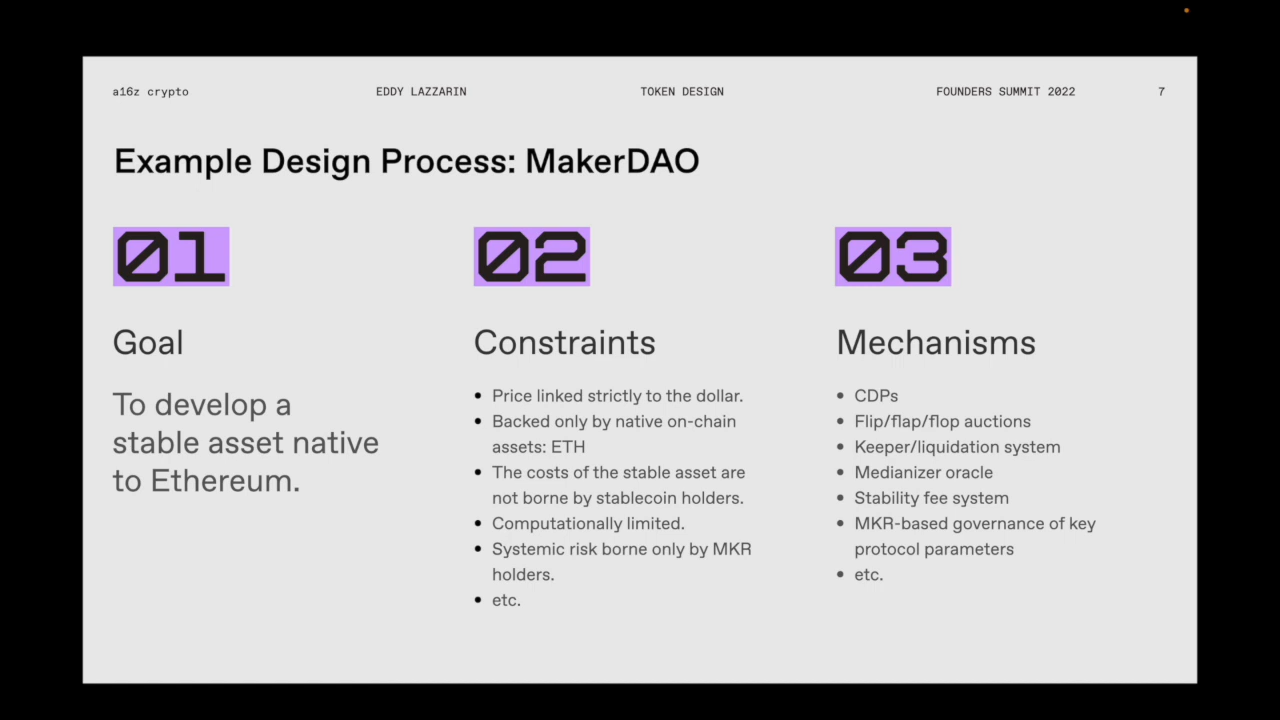 a16z crypto
EDDY LAZZARIN
TOKEN DESIGN
FOUNDERS SUMMIT 2022
7
Example Design Process: MakerDAO
01
Goal
To develop a
stable asset native
to Ethereum.
02
Constraints
• Price linked strictly to the dollar.
• Backed only by native on-chain
assets: ETH
• The costs of the stable asset are
not borne by stablecoin holders.
• Computationally limited.
• Systemic risk borne only by MKR
holders.
• etc.
03
Mechanisms
• CDPs
• Flip/flap/flop auctions
• Keeper/liquidation system
• Medianizer oracle
• Stability fee system
• MKR-based governance of key
protocol parameters
• etc.